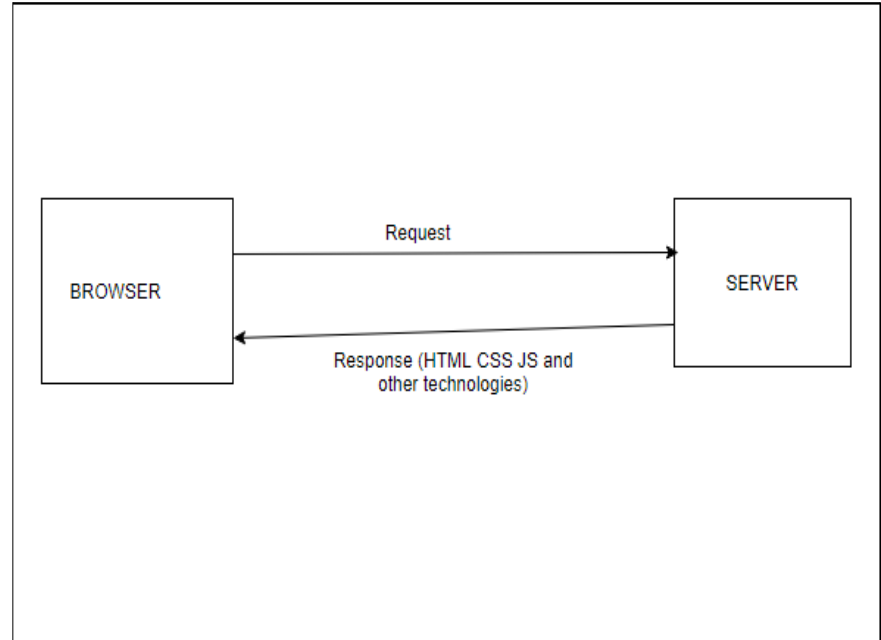 Request
BROWSER
SERVER
Response (HTML CSS JS and
other technologies)